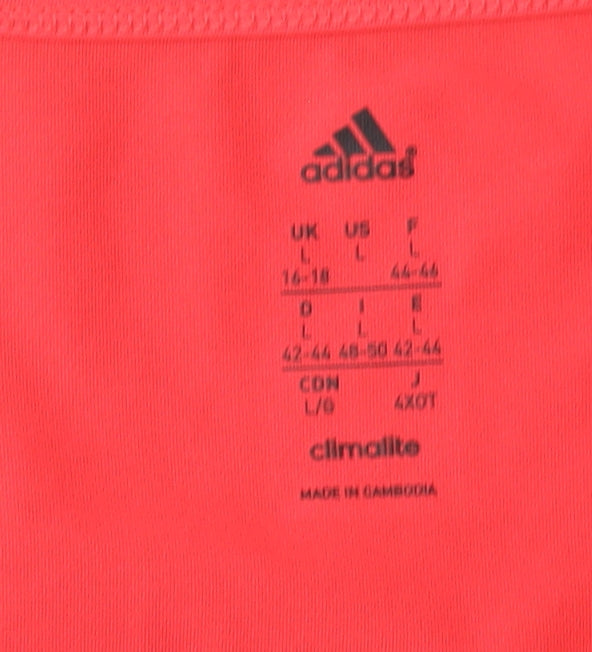 adidas®
UK US F
L L L
16-18 44-46
D I E
L L L
42-44 48-50 42-44
CDN J
L/G 4XOT
climalite
MADE IN CAMBODIA